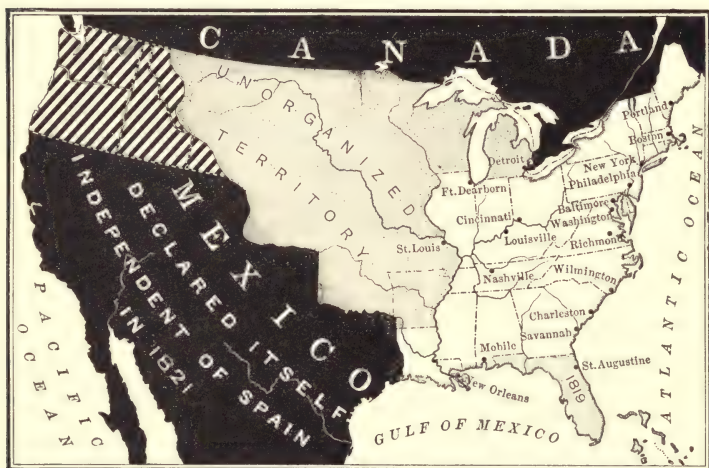 CANADA
UNORGANIZED
TERRITORY
MEXICO
DECLARED ITSELF
INDEPENDENT OF SPAIN
IN 1821
PACIFIC
OCEAN
Portland
Boston
Detroit
New York
Philadelphia
Ft. Dearborn
Baltimore
Cincinnati
Washington
Louisville
Richmond
St. Louis
Nashville
Wilmington
Charleston
Savannah
Mobile
St. Augustine
New Orleans
1819
GULF OF MEXICO
ATLANTIC OCEAN